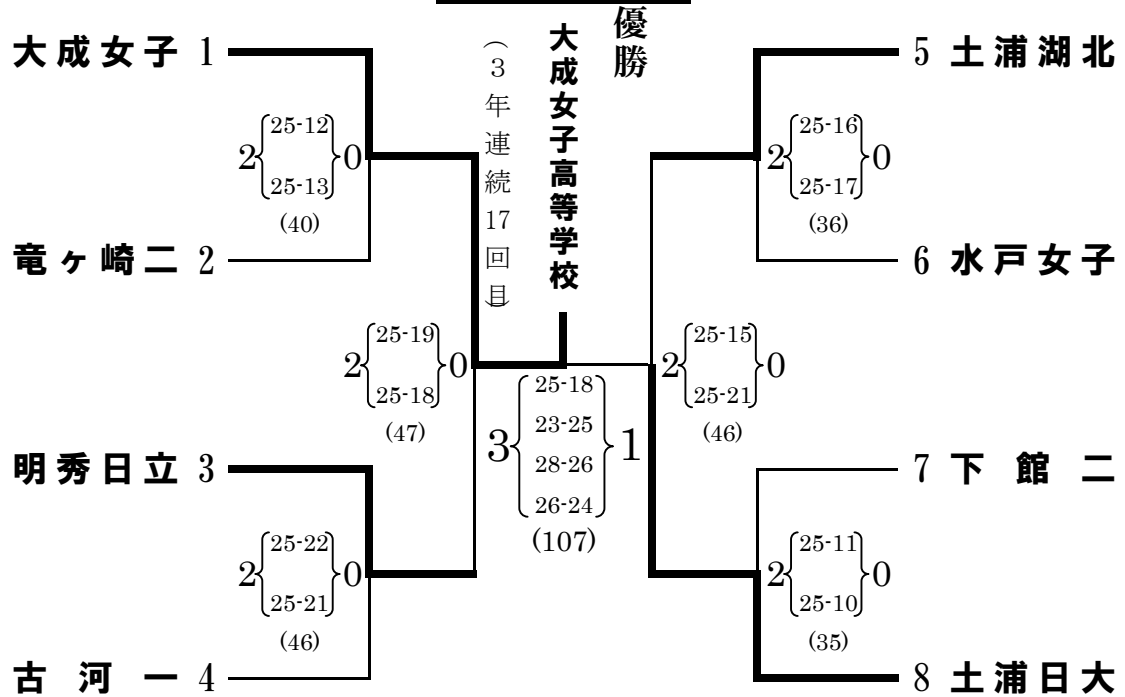 優勝
大成女子高等学校
（３年連続17回目）
大成女子 1
25-12
2 0
25-13
(40)
竜ヶ崎二 2
25-19
2 0
25-18
(47)
明秀日立 3
25-22
2 0
25-21
(46)
古河一 4
25-18
23-25
3 1
28-26
26-24
(107)
5 土浦湖北
25-16
2 0
25-17
(36)
6 水戸女子
25-15
2 0
25-21
(46)
7 下館二
25-11
2 0
25-10
(35)
8 土浦日大